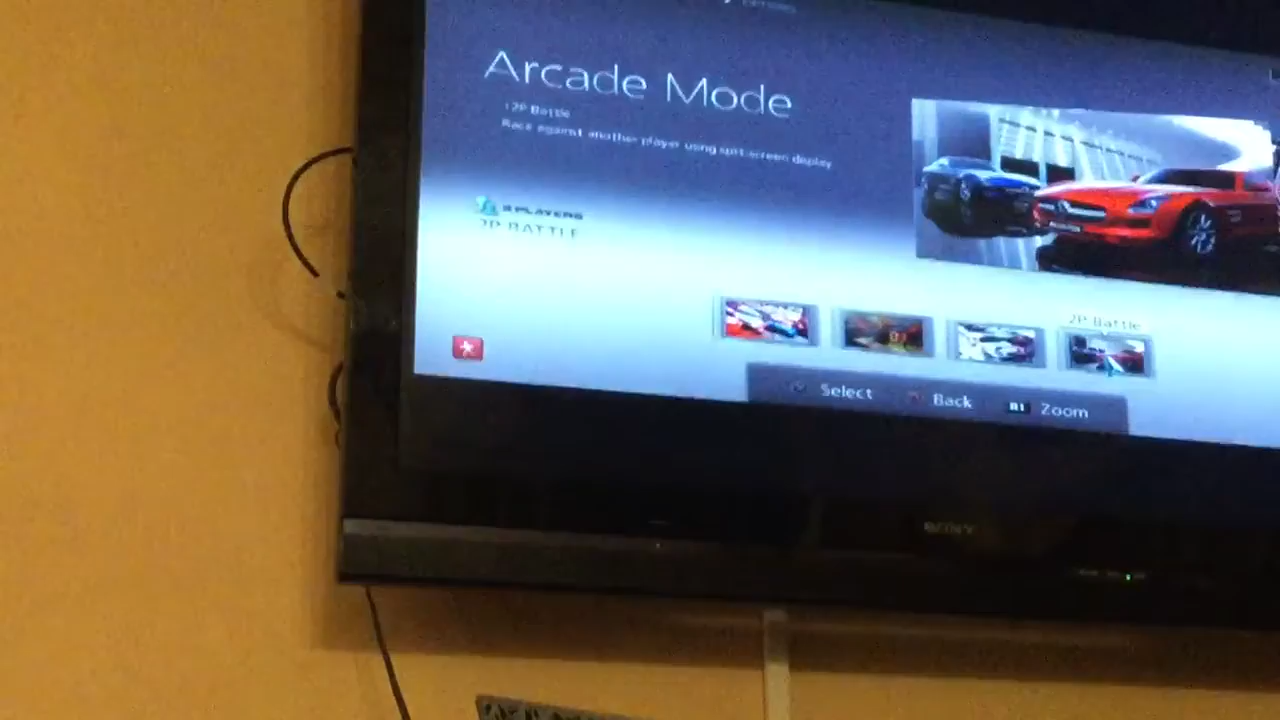 Arcade Mode
2P Battle
Race against another player using split-screen display
2 PLAYERS
2P BATTLE
2P Battle
Select
Back
R1 Zoom
SONY